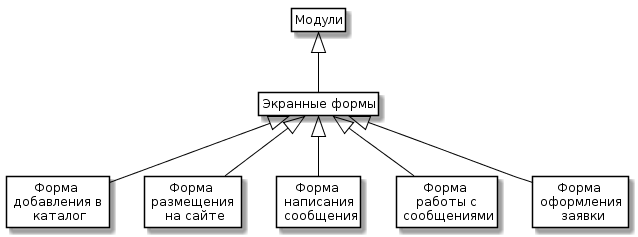 Модули
Экранные формы
Форма
добавления в
каталог
Форма
размещения
на сайте
Форма
написания
сообщения
Форма
работы с
сообщениями
Форма
оформления
заявки